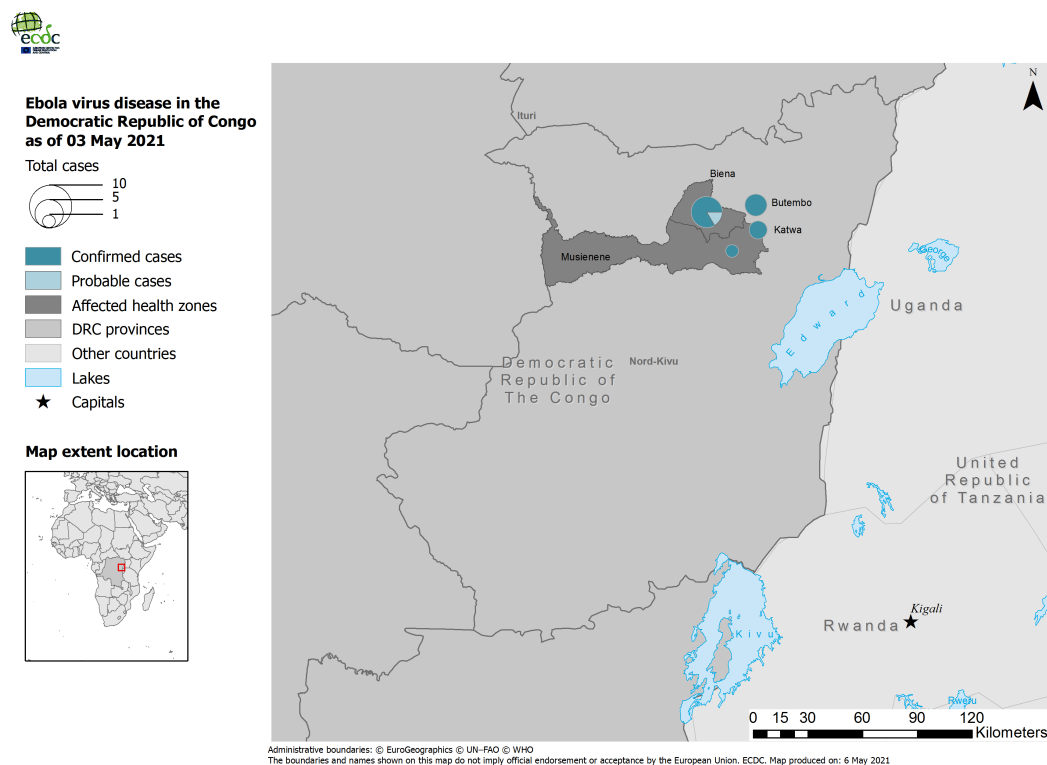 ecdc
Ebola virus disease in the
Democratic Republic of Congo
as of 03 May 2021
Total cases
10
5
1
Confirmed cases
Probable cases
Affected health zones
DRC provinces
Other countries
Lakes
Capitals
Map extent location
N
Ituri
Biena
Butembo
Katwa
Musienene
George
Edward
Uganda
Democratic
Republic of
The Congo
Nord-Kivu
United
Republic
of Tanzania
Kivu
Kigali
Rwanda
Rweru
0 15 30 60 90 120
Kilometers
Administrative boundaries: © EuroGeographics © UN–FAO © WHO
The boundaries and names shown on this map do not imply official endorsement or acceptance by the European Union. ECDC. Map produced on: 6 May 2021